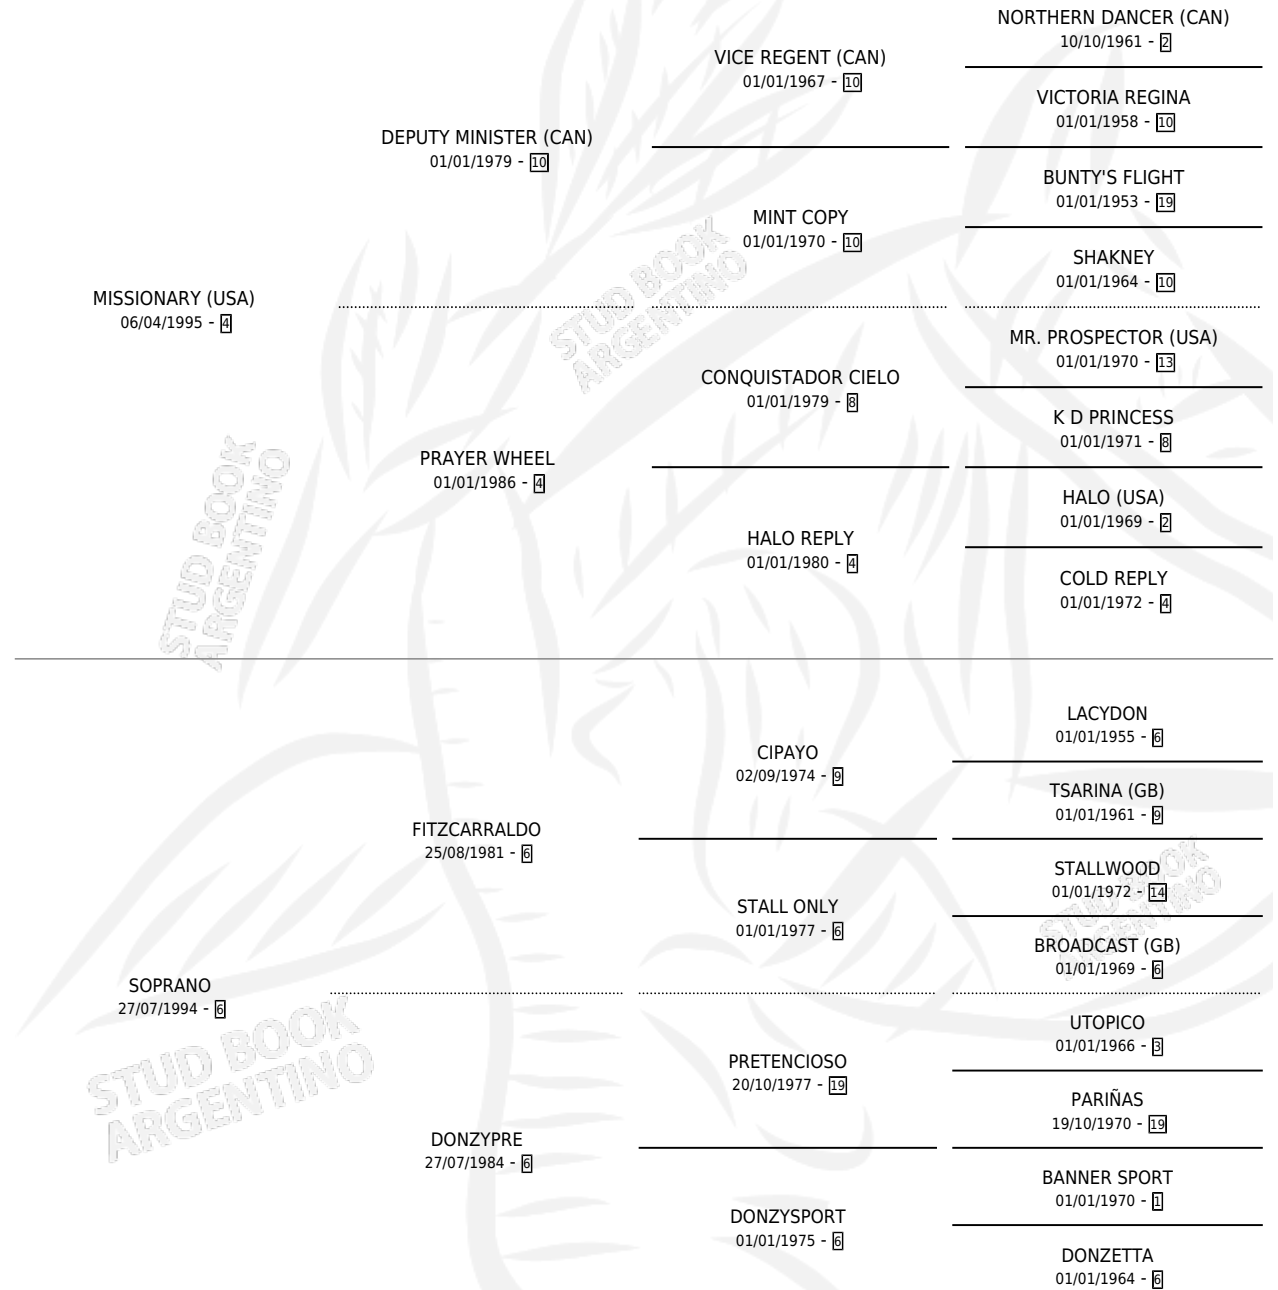 NORTHERN DANCER (CAN)
10/10/1961 - 2
VICE REGENT (CAN)
01/01/1967 - 10
VICTORIA REGINA
01/01/1958 - 10
DEPUTY MINISTER (CAN)
01/01/1979 - 10
BUNTY'S FLIGHT
01/01/1953 - 19
MINT COPY
01/01/1970 - 10
SHAKNEY
01/01/1964 - 10
MISSIONARY (USA)
06/04/1995 - 4
MR. PROSPECTOR (USA)
01/01/1970 - 13
CONQUISTADOR CIELO
01/01/1979 - 8
K D PRINCESS
01/01/1971 - 8
PRAYER WHEEL
01/01/1986 - 4
HALO (USA)
01/01/1969 - 2
HALO REPLY
01/01/1980 - 4
COLD REPLY
01/01/1972 - 4
STUD BOOK
ARGENTINO
STUD BOOK
ARGENTINO
LACYDON
01/01/1955 - 6
CIPAYO
02/09/1974 - 9
TSARINA (GB)
01/01/1961 - 9
FITZCARRALDO
25/08/1981 - 6
STALLWOOD
01/01/1972 - 14
STALL ONLY
01/01/1977 - 6
BROADCAST (GB)
01/01/1969 - 6
STUD BOOK
ARGENTINO
SOPRANO
27/07/1994 - 6
UTOPICO
01/01/1966 - 3
PRETENCIOSO
20/10/1977 - 19
PARIÑAS
19/10/1970 - 19
DONZYPRE
27/07/1984 - 6
BANNER SPORT
01/01/1970 - 1
DONZYSPORT
01/01/1975 - 6
DONZETTA
01/01/1964 - 6
STUD BOOK
ARGENTINO